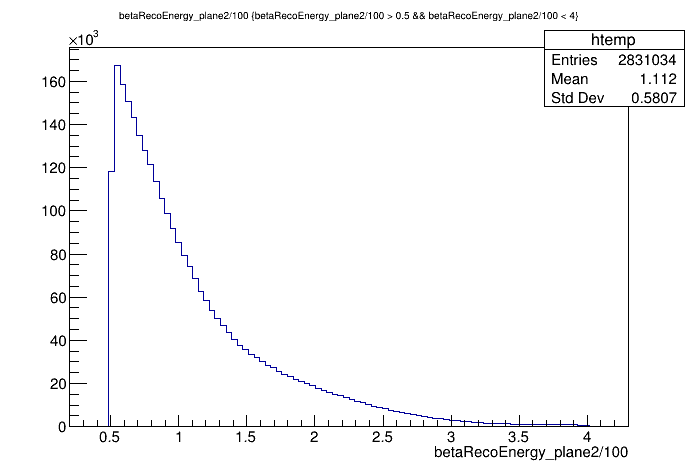 betaRecoEnergy_plane2/100 {betaRecoEnergy_plane2/100 > 0.5 && betaRecoEnergy_plane2/100 < 4}
×10³
htemp
Entries 2831034
Mean 1.112
Std Dev 0.5807
160
140
120
100
80
60
40
20
0
0.5 1 1.5 2 2.5 3 3.5 4
betaRecoEnergy_plane2/100